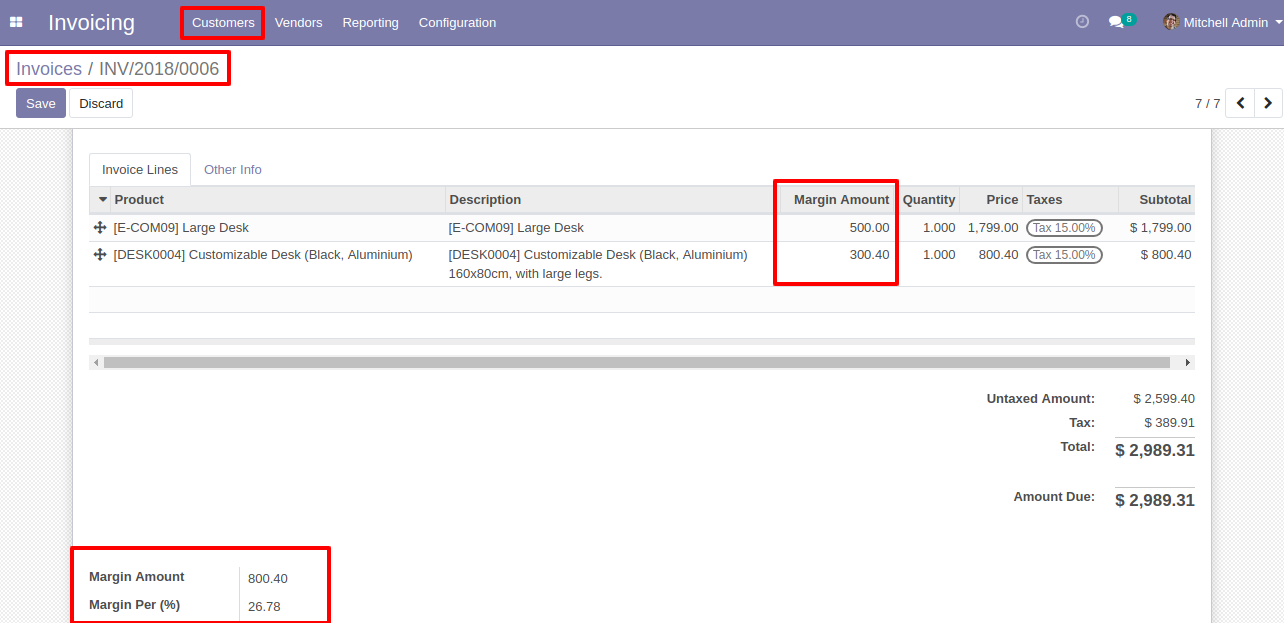 Invoicing Customers Vendors Reporting Configuration 8 Mitchell Admin
Invoices / INV/2018/0006
Save Discard 7 / 7
Invoice Lines Other Info
Product Description Margin Amount Quantity Price Taxes Subtotal
[E-COM09] Large Desk [E-COM09] Large Desk 500.00 1.000 1,799.00 Tax 15.00% $ 1,799.00
[DESK0004] Customizable Desk (Black, Aluminium) [DESK0004] Customizable Desk (Black, Aluminium) 300.40 1.000 800.40 Tax 15.00% $ 800.40
160x80cm, with large legs.
Untaxed Amount: $ 2,599.40
Tax: $ 389.91
Total: $ 2,989.31
Amount Due: $ 2,989.31
Margin Amount 800.40
Margin Per (%) 26.78